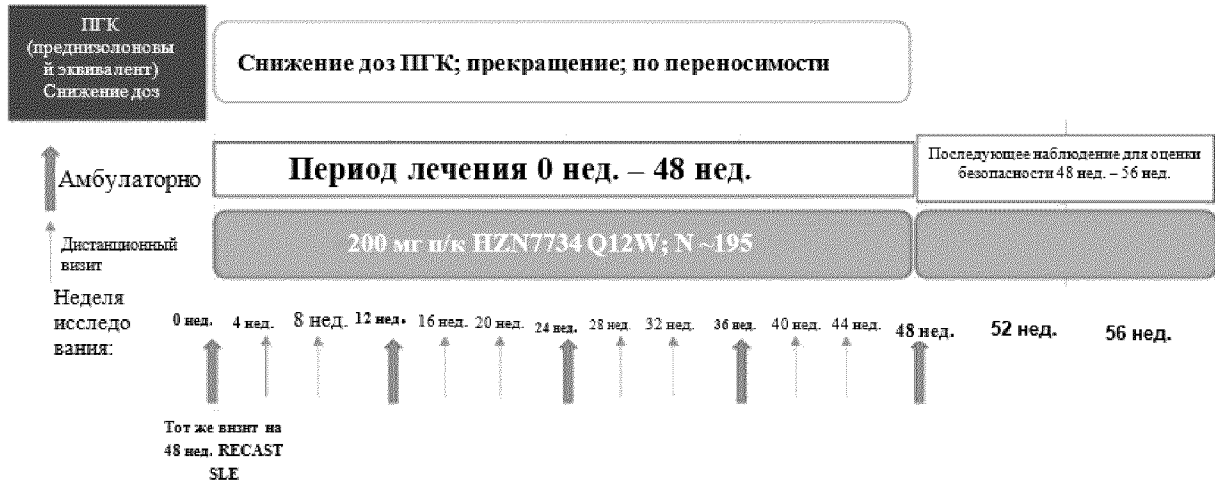 ПГК
(преднизолоновы
й эквивалент)
Снижение доз
Снижение доз ПГК; прекращение; по переносимости
Амбулаторно
Период лечения 0 нед. – 48 нед.
Последующее наблюдение для оценки
безопасности 48 нед. – 56 нед.
Дистанционный
визит
200 мг п/к HZN7734 Q12W; N ~195
Неделя
исследо
вания:
0 нед. 4 нед. 8 нед. 12 нед. 16 нед. 20 нед. 24 нед. 28 нед. 32 нед. 36 нед. 40 нед. 44 нед. 48 нед. 52 нед. 56 нед.
Тот же визит на
48 нед. RECAST
SLE